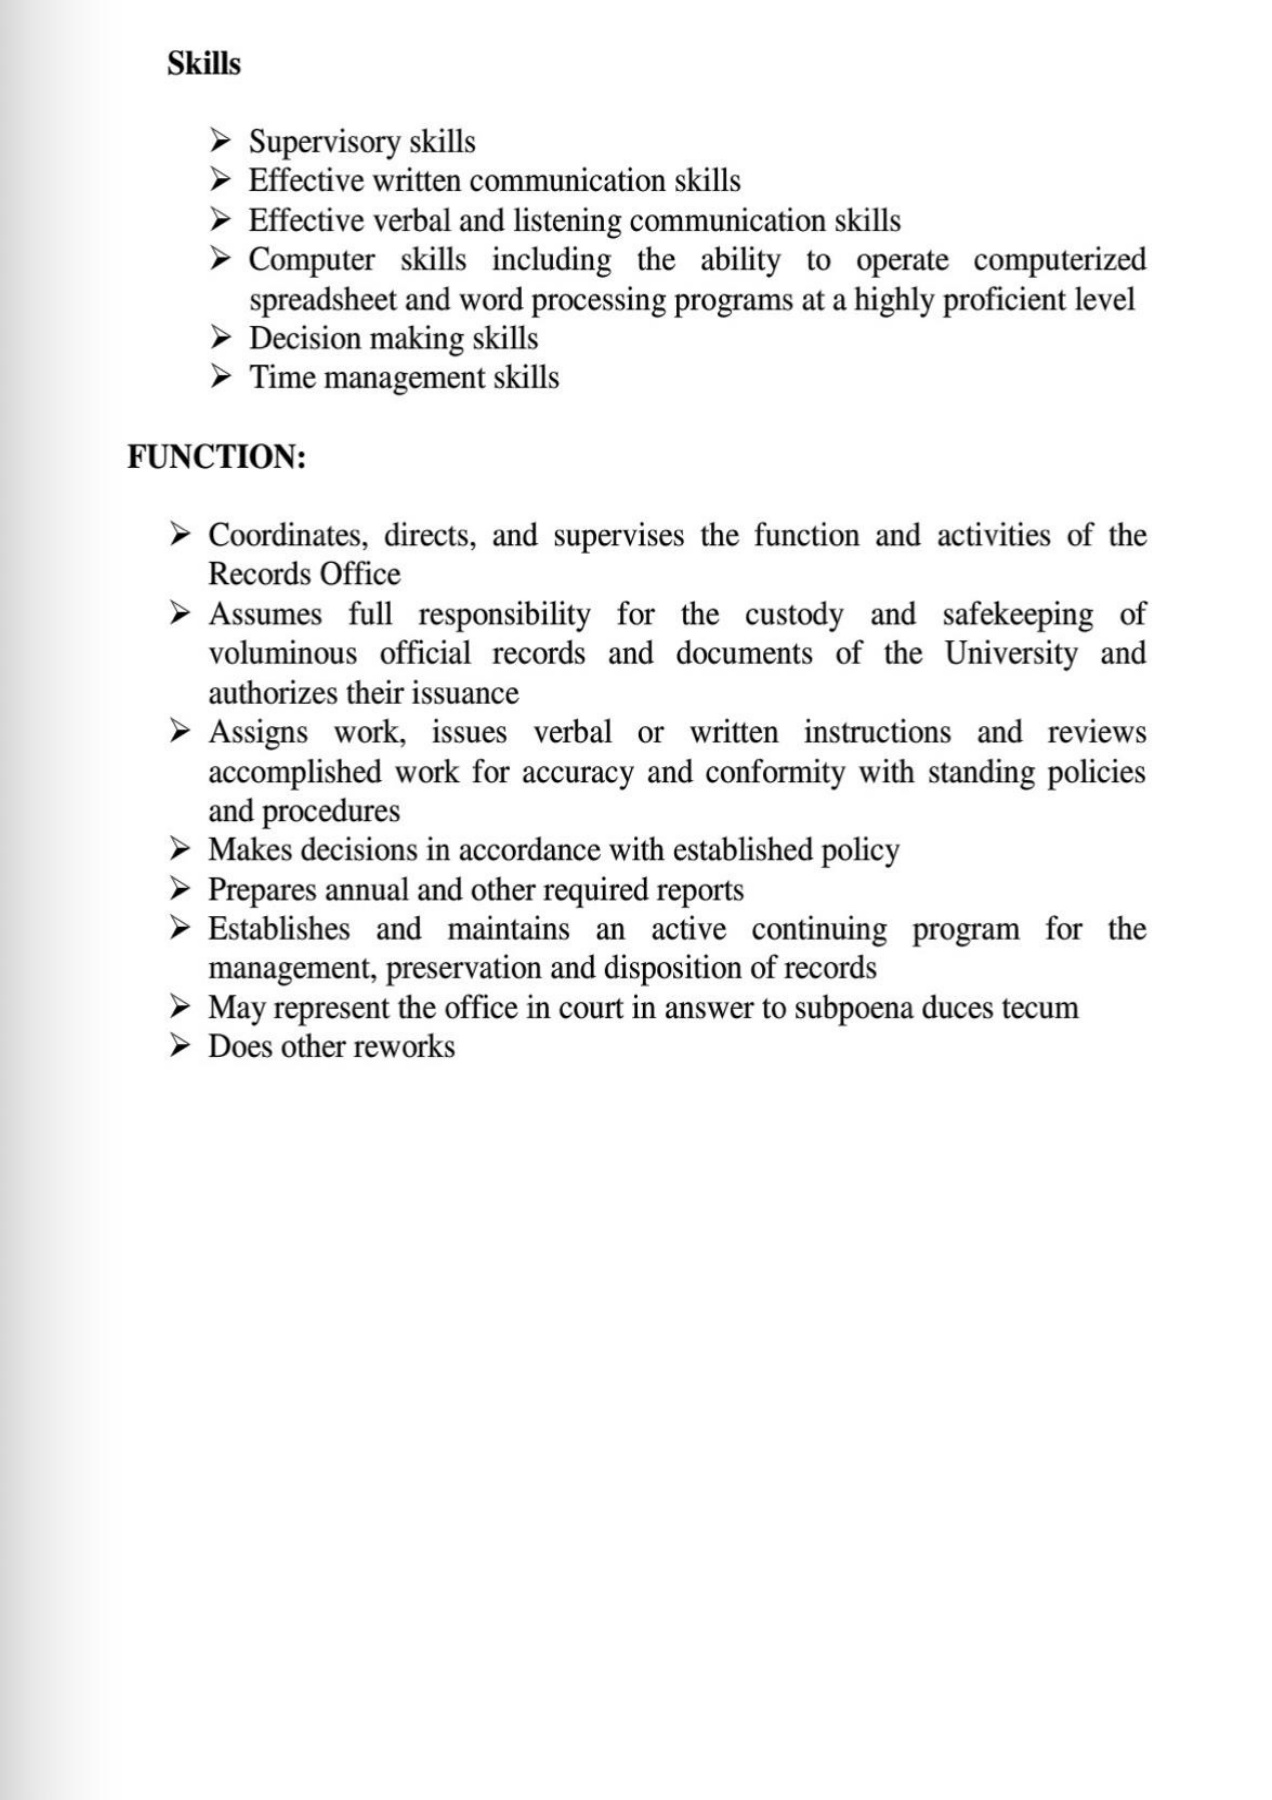 Skills
➢ Supervisory skills
➢ Effective written communication skills
➢ Effective verbal and listening communication skills
➢ Computer skills including the ability to operate computerized
spreadsheet and word processing programs at a highly proficient level
➢ Decision making skills
➢ Time management skills
FUNCTION:
➢ Coordinates, directs, and supervises the function and activities of the
Records Office
➢ Assumes full responsibility for the custody and safekeeping of
voluminous official records and documents of the University and
authorizes their issuance
➢ Assigns work, issues verbal or written instructions and reviews
accomplished work for accuracy and conformity with standing policies
and procedures
➢ Makes decisions in accordance with established policy
➢ Prepares annual and other required reports
➢ Establishes and maintains an active continuing program for the
management, preservation and disposition of records
➢ May represent the office in court in answer to subpoena duces tecum
➢ Does other reworks